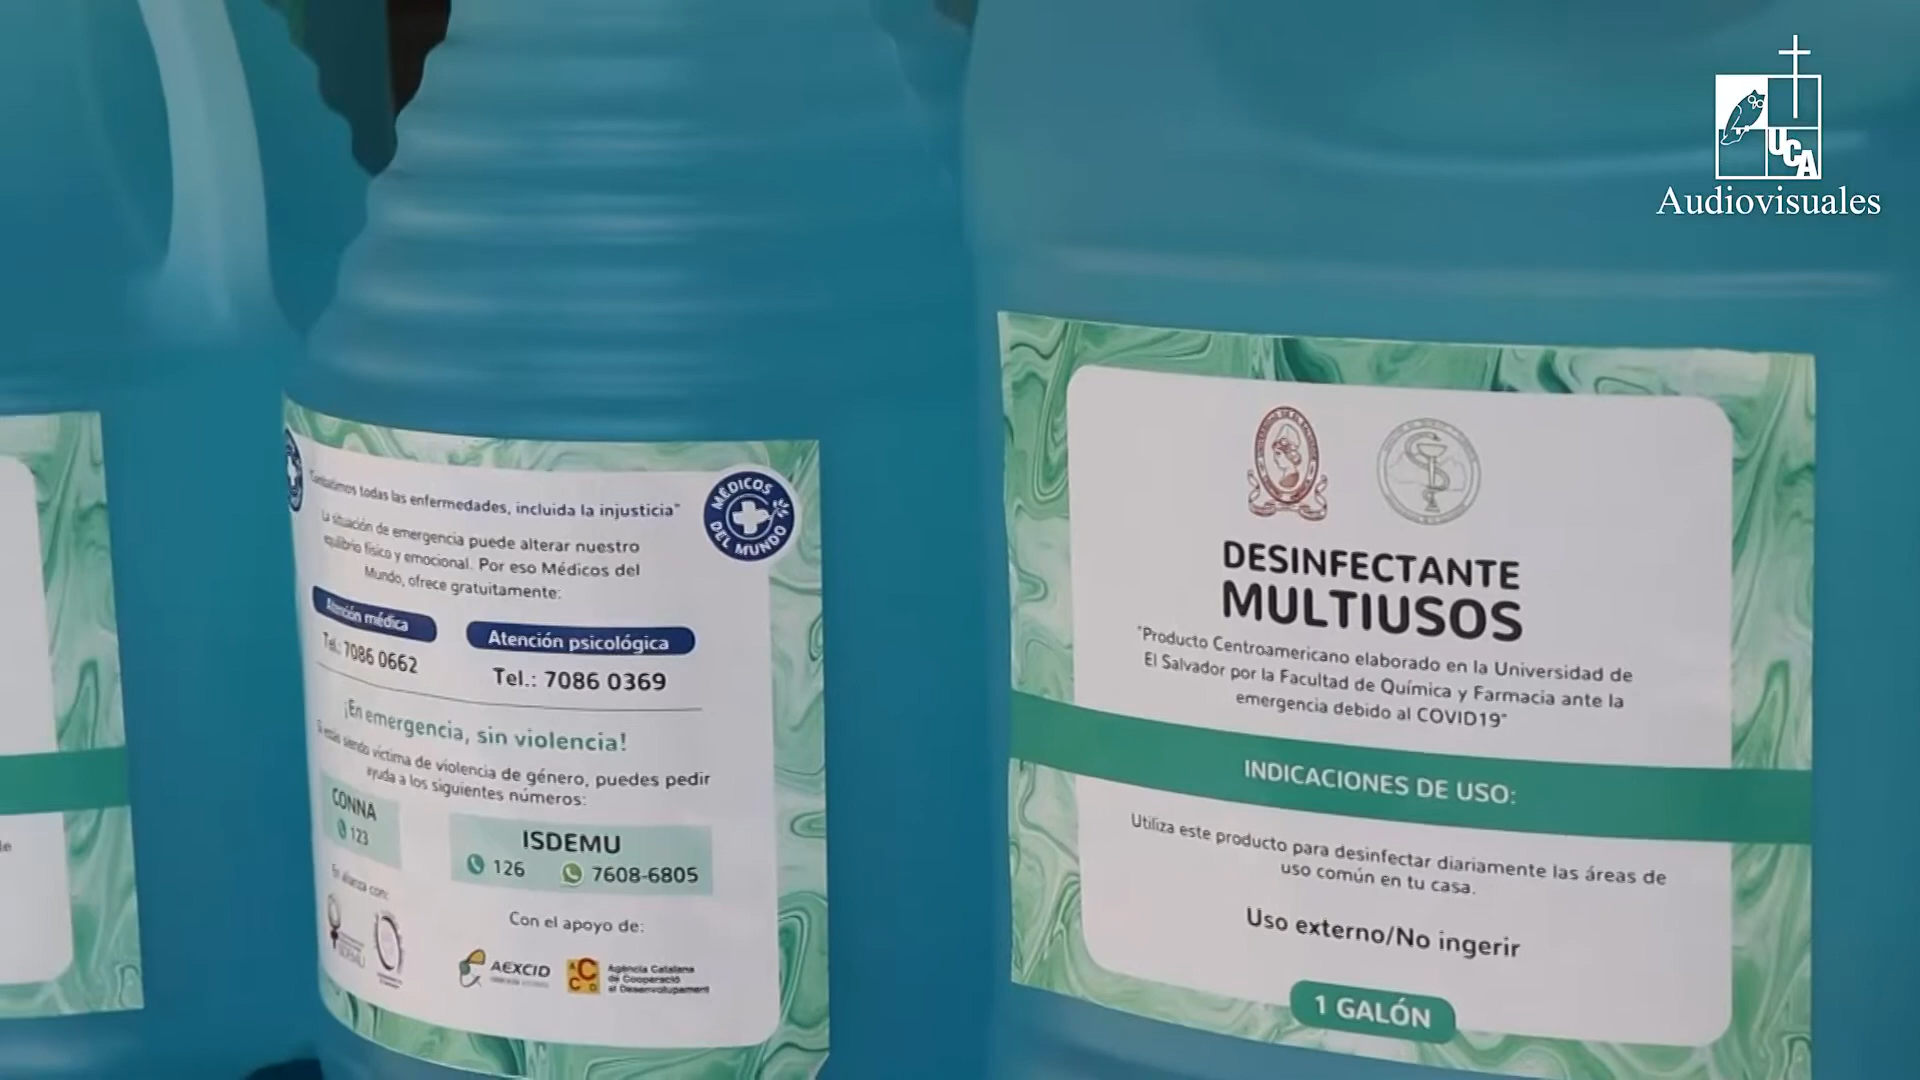 UCA
Audiovisuales
"Combatimos todas las enfermedades, incluida la injusticia"
MÉDICOS DEL MUNDO
La situación de emergencia puede alterar nuestro
equilibrio físico y emocional. Por eso Médicos del
Mundo, ofrece gratuitamente:
Atención médica
Tel.: 7086 0662
Atención psicológica
Tel.: 7086 0369
¡En emergencia, sin violencia!
Si estás siendo víctima de violencia de género, puedes pedir
ayuda a los siguientes números:
CONNA
123
ISDEMU
126 7608-6805
En alianza con:
ISDEMU
Con el apoyo de:
AEXCID
ACCD
Agència Catalana
de Cooperació
al Desenvolupament
DESINFECTANTE
MULTIUSOS
"Producto Centroamericano elaborado en la Universidad de
El Salvador por la Facultad de Química y Farmacia ante la
emergencia debido al COVID19"
INDICACIONES DE USO:
Utiliza este producto para desinfectar diariamente las áreas de
uso común en tu casa.
Uso externo/No ingerir
1 GALÓN